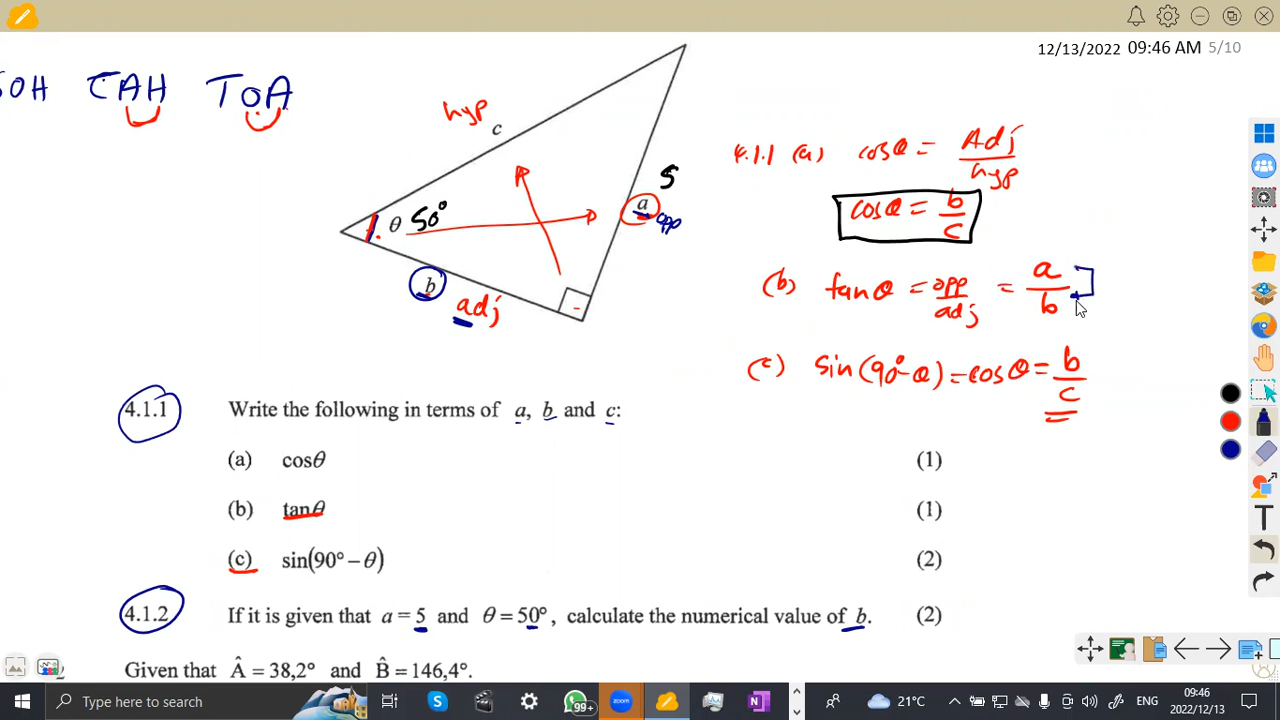 12/13/2022 09:46 AM 5/10
SOH CAH TOA
hyp
c
5
θ 50°
a
opp
b
adj
4.1.1 (a) cosθ = Adj/hyp
cosθ = b/c
(b) tanθ = opp/adj = a/b
(c) sin(90°-θ) = cosθ = b/c
4.1.1 Write the following in terms of a, b and c:
(a) cosθ (1)
(b) tanθ (1)
(c) sin(90° – θ) (2)
4.1.2 If it is given that a = 5 and θ = 50°, calculate the numerical value of b. (2)
Given that Â = 38,2° and B̂ = 146,4°.
T
Type here to search
zoom
99+
N
21°C
ENG
09:46
2022/12/13